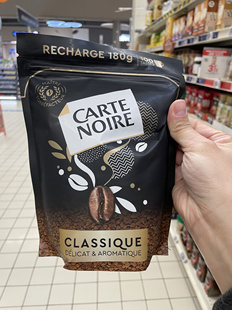 RECHARGE 180g
CARTE
NOIRE
CLASSIQUE
DÉLICAT & AROMATIQUE